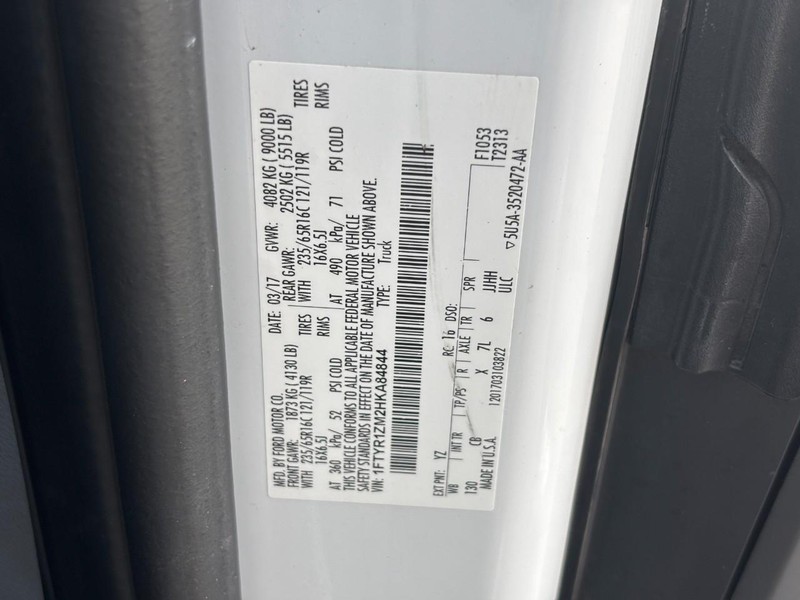 MFD. BY FORD MOTOR CO. DATE: 03/17 GVWR: 4082 KG ( 9000 LB)
FRONT GAWR: 1873 KG ( 4130 LB) REAR GAWR: 2502 KG ( 5515 LB)
WITH 235/65R16C 121/119R TIRES WITH 235/65R16C 121/119R TIRES
16X6.5J RIMS 16X6.5J RIMS
AT 360 kPa/ 52 PSI COLD AT 490 kPa/ 71 PSI COLD
THIS VEHICLE CONFORMS TO ALL APPLICABLE FEDERAL MOTOR VEHICLE
SAFETY STANDARDS IN EFFECT ON THE DATE OF MANUFACTURE SHOWN ABOVE.
VIN: 1FTYR1ZM2HKA84844 TYPE: Truck
EXT PNT: YZ RC: 16 DSO: F1053
WB INT TR TP/PS R AXLE TR SPR T2313
130 CB X 7L 6 JJHH
MADE IN U.S.A. 1201703103822 ULC ▽5U5A-3520472-AA